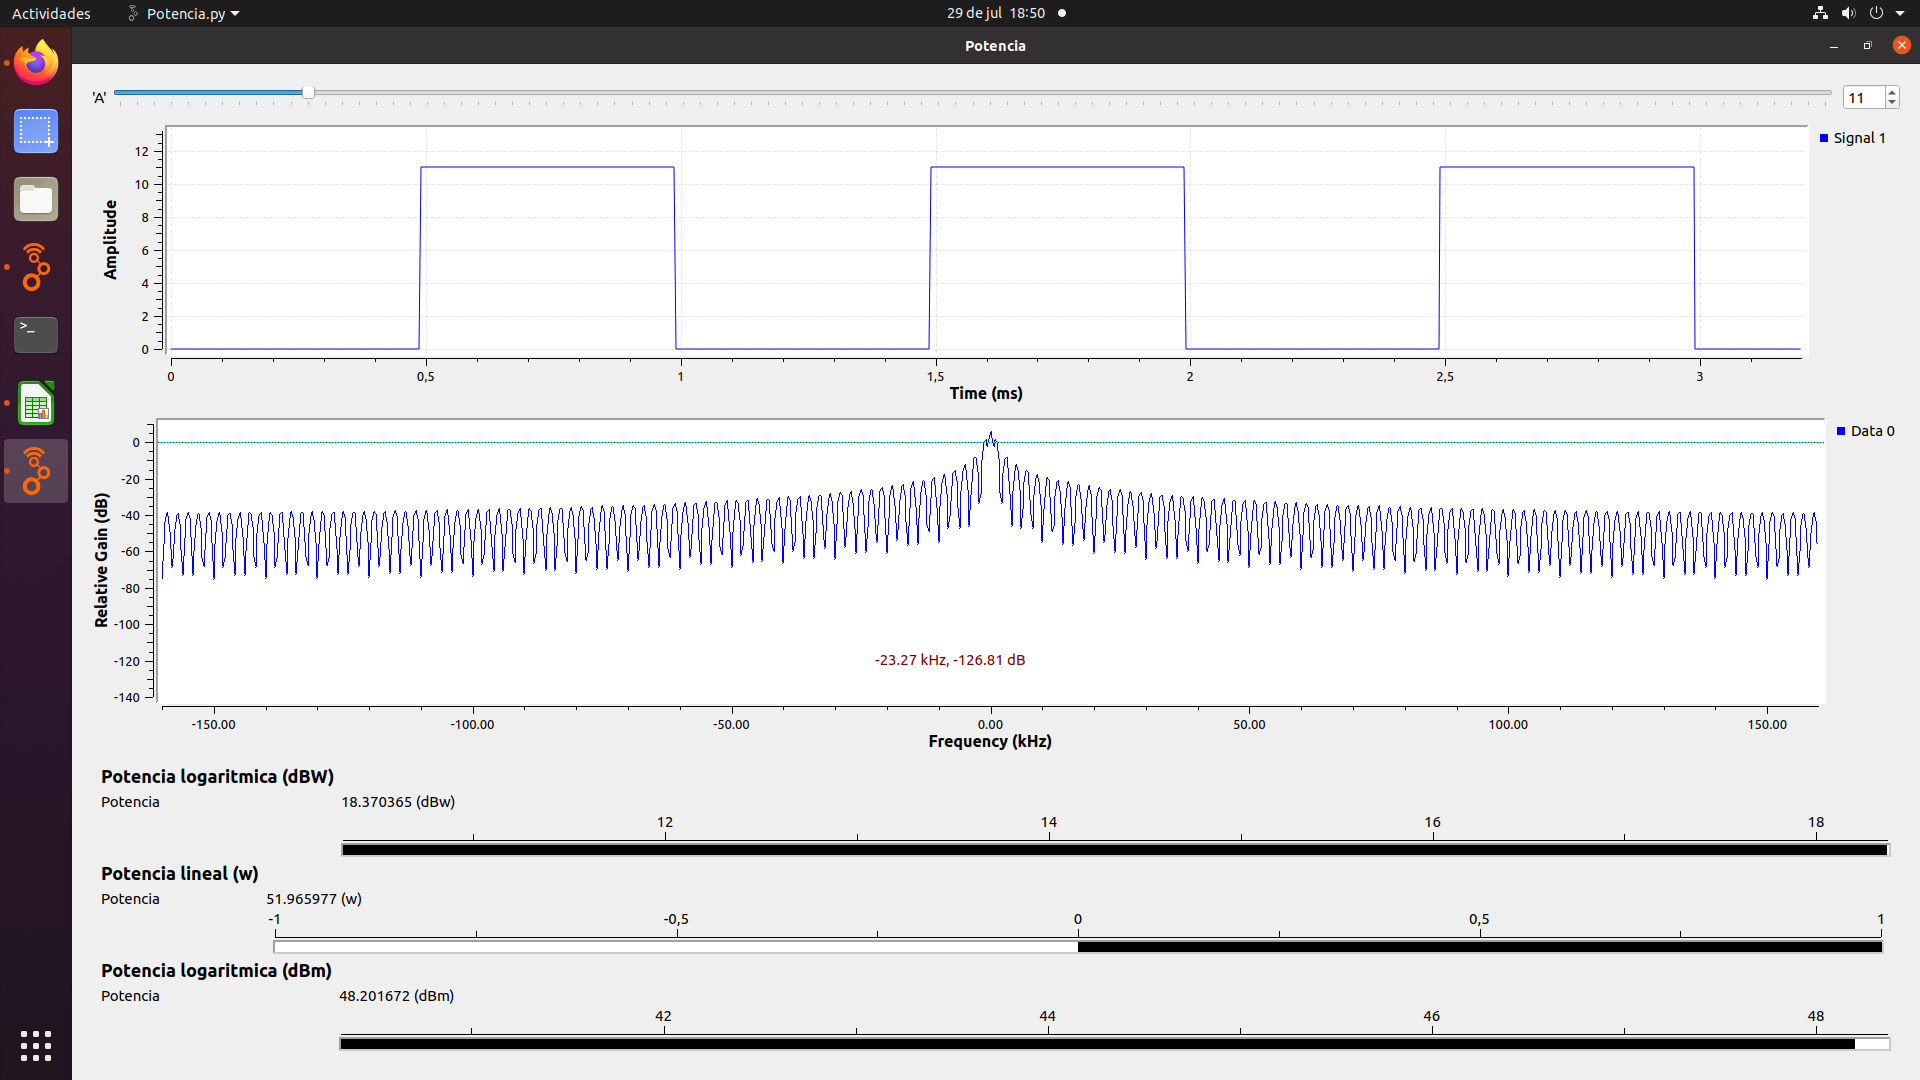 Actividades Potencia.py 29 de jul 18:50
Potencia
'A' 11
Signal 1
Amplitude
12
10
8
6
4
2
0
0 0,5 1 1,5 2 2,5 3
Time (ms)
Data 0
Relative Gain (dB)
0
-20
-40
-60
-80
-100
-120
-140
-23.27 kHz, -126.81 dB
-150.00 -100.00 -50.00 0.00 50.00 100.00 150.00
Frequency (kHz)
Potencia logaritmica (dBW)
Potencia 18.370365 (dBw)
12 14 16 18
Potencia lineal (w)
Potencia 51.965977 (w)
-1 -0,5 0 0,5 1
Potencia logaritmica (dBm)
Potencia 48.201672 (dBm)
42 44 46 48